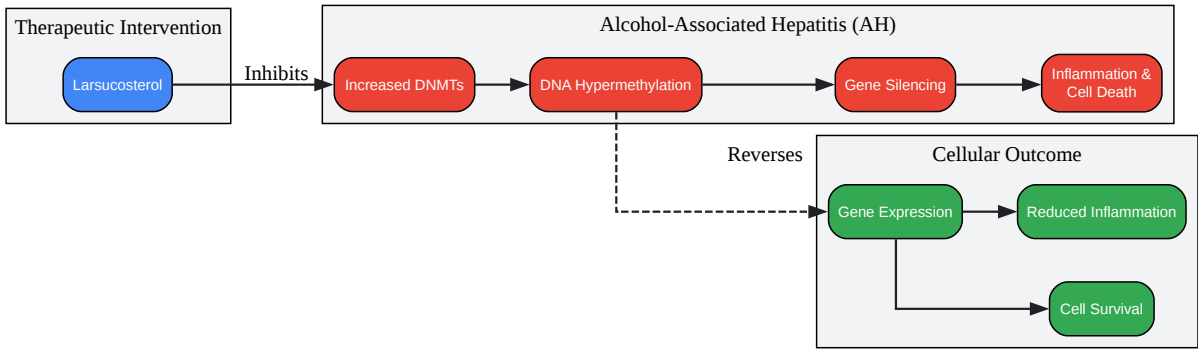 Therapeutic Intervention
Larsucosterol
Inhibits
Alcohol-Associated Hepatitis (AH)
Increased DNMTs
DNA Hypermethylation
Gene Silencing
Inflammation &
Cell Death
Reverses
Cellular Outcome
Gene Expression
Reduced Inflammation
Cell Survival